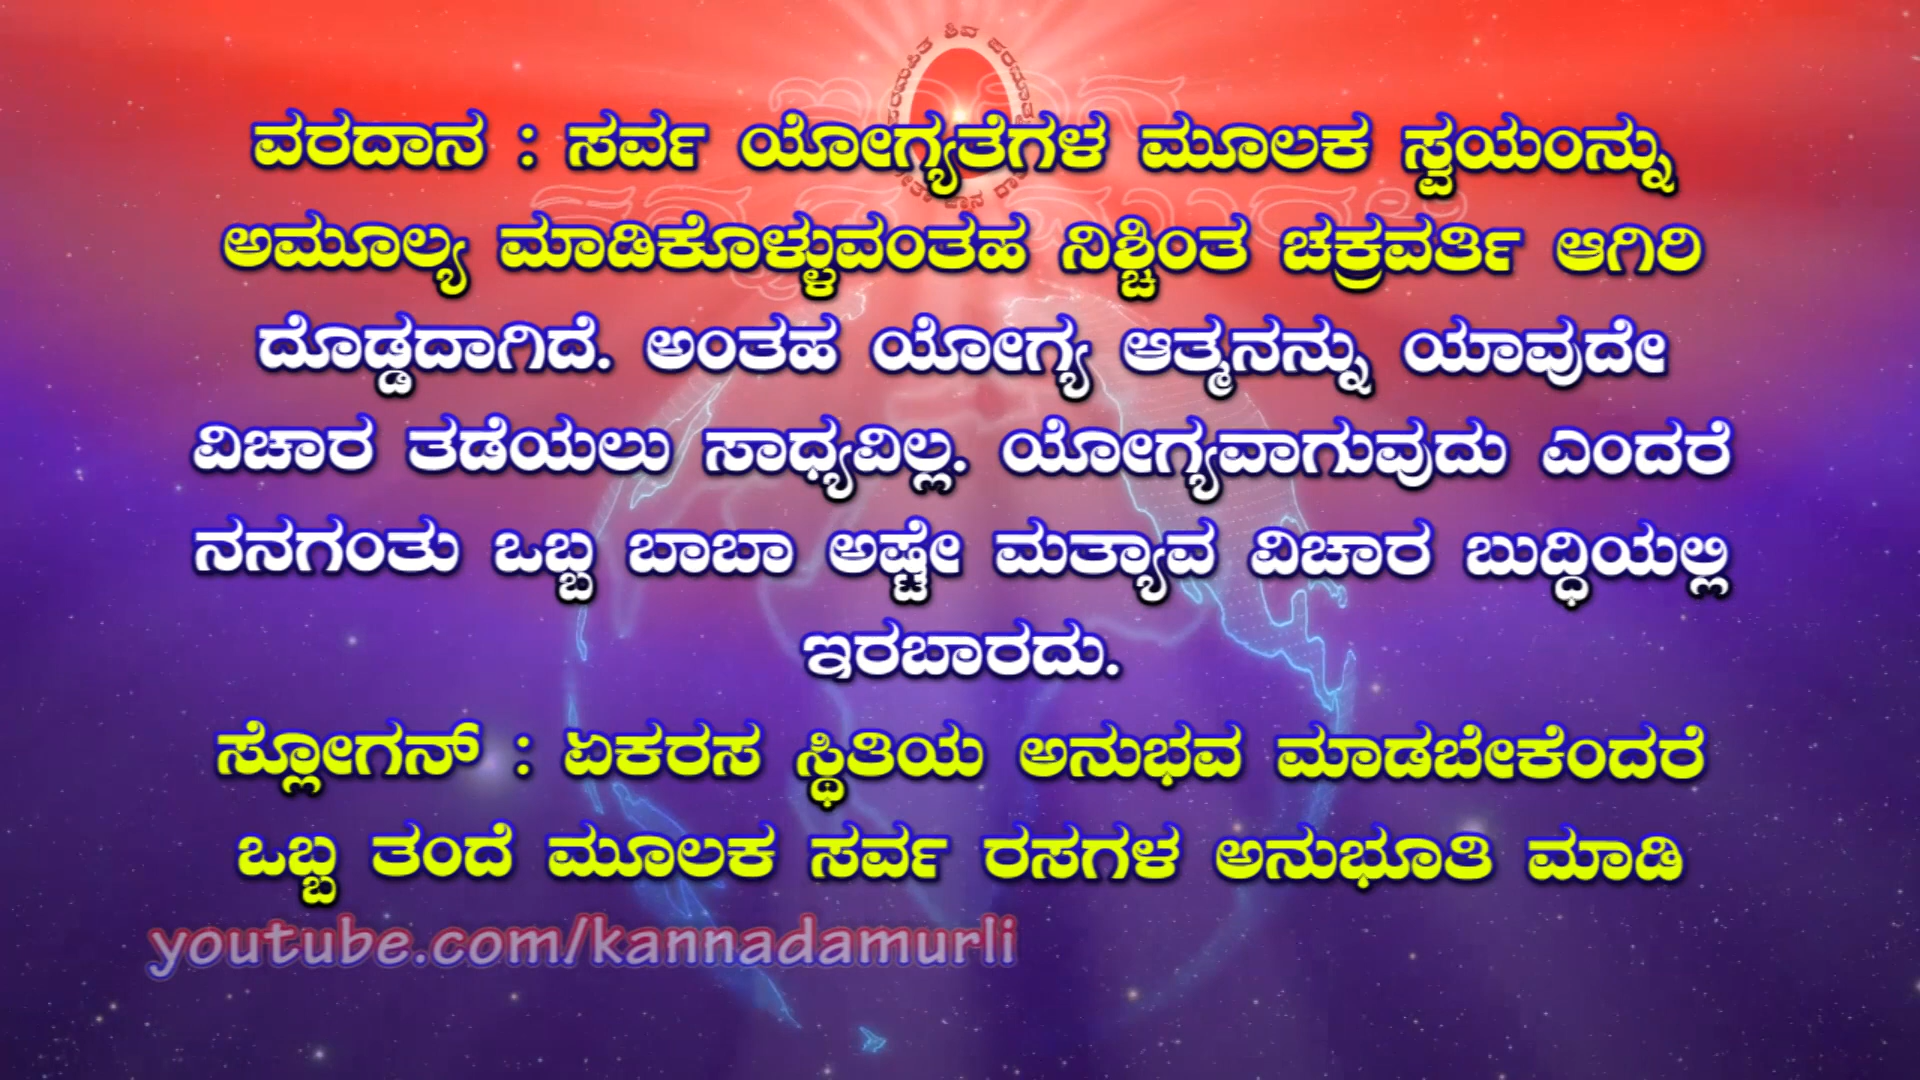 ವರದಾನ : ಸರ್ವ ಯೋಗ್ಯತೆಗಳ ಮೂಲಕ ಸ್ವಯಂನ್ನು
ಅಮೂಲ್ಯ ಮಾಡಿಕೊಳ್ಳುವಂತಹ ನಿಶ್ಚಿಂತ ಚಕ್ರವರ್ತಿ ಆಗಿರಿ
ದೊಡ್ಡದಾಗಿದೆ. ಅಂತಹ ಯೋಗ್ಯ ಆತ್ಮನನ್ನು ಯಾವುದೇ
ವಿಚಾರ ತಡೆಯಲು ಸಾಧ್ಯವಿಲ್ಲ. ಯೋಗ್ಯವಾಗುವುದು ಎಂದರೆ
ನನಗಂತು ಒಬ್ಬ ಬಾಬಾ ಅಷ್ಟೇ ಮತ್ಯಾವ ವಿಚಾರ ಬುದ್ಧಿಯಲ್ಲಿ
ಇರಬಾರದು.
ಸ್ಲೋಗನ್ : ಏಕರಸ ಸ್ಥಿತಿಯ ಅನುಭವ ಮಾಡಬೇಕೆಂದರೆ
ಒಬ್ಬ ತಂದೆ ಮೂಲಕ ಸರ್ವ ರಸಗಳ ಅನುಭೂತಿ ಮಾಡಿ
youtube.com/kannadamurli